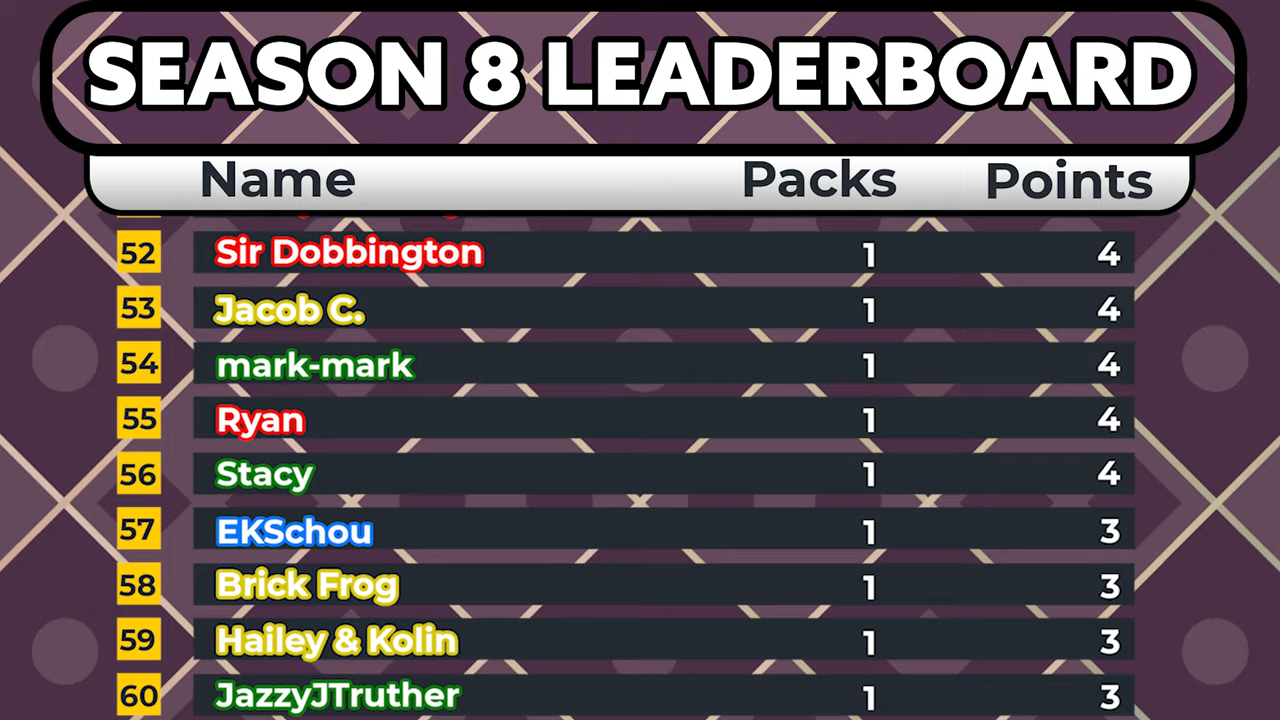 SEASON 8 LEADERBOARD
Name Packs Points
52 Sir Dobbington 1 4
53 Jacob C. 1 4
54 mark-mark 1 4
55 Ryan 1 4
56 Stacy 1 4
57 EKSchou 1 3
58 Brick Frog 1 3
59 Hailey & Kolin 1 3
60 JazzyJTruther 1 3